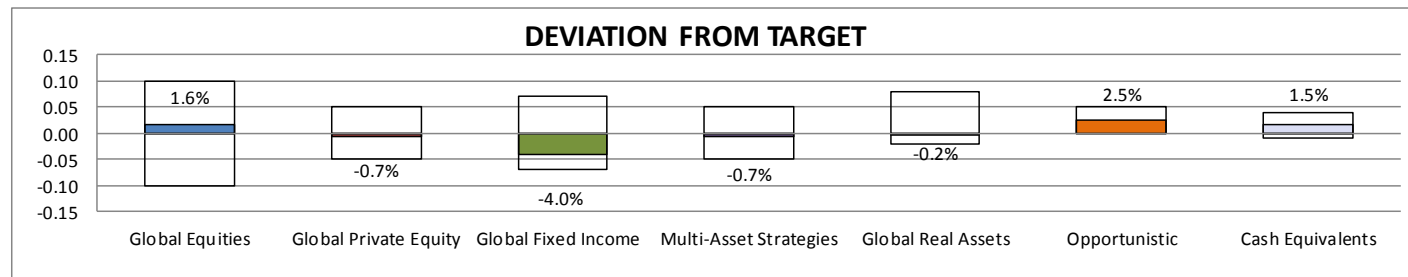 DEVIATION FROM TARGET
0.15
0.10
0.05
0.00
-0.05
-0.10
-0.15
1.6%
-0.7%
-4.0%
-0.7%
-0.2%
2.5%
1.5%
Global Equities
Global Private Equity
Global Fixed Income
Multi-Asset Strategies
Global Real Assets
Opportunistic
Cash Equivalents